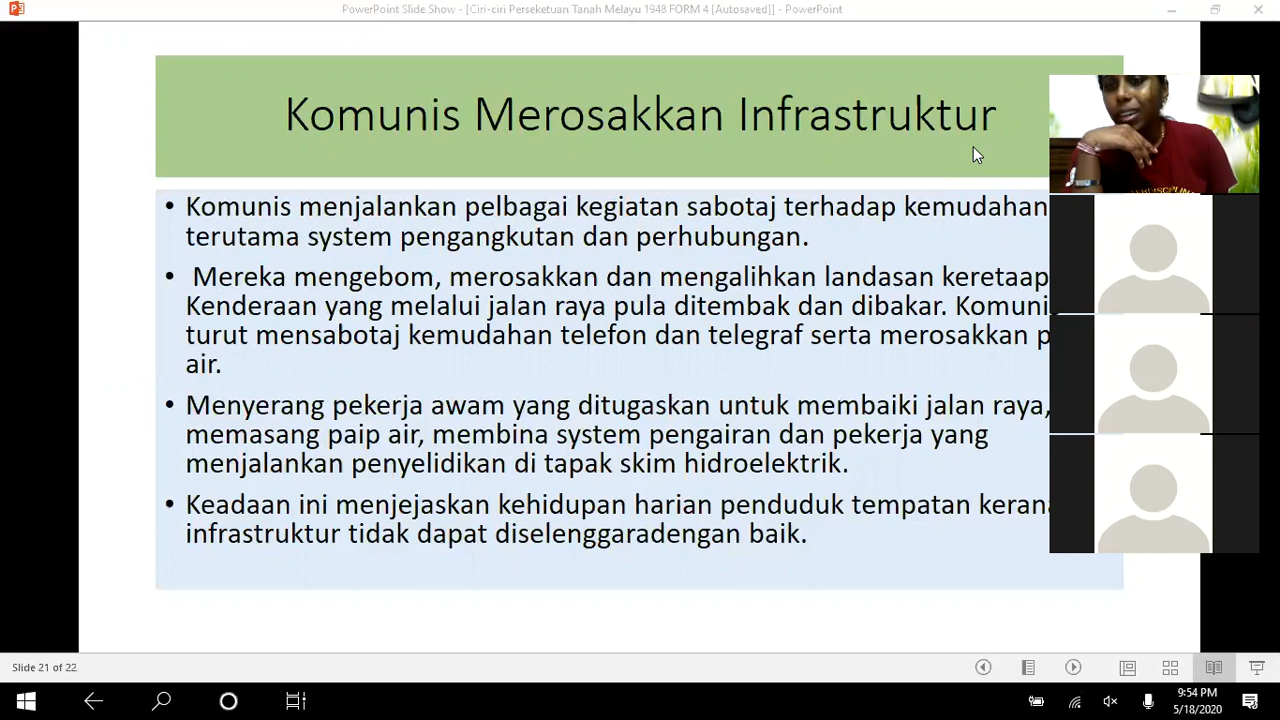 PowerPoint Slide Show - [Ciri-ciri Perseketuan Tanah Melayu 1948 FORM 4 [Autosaved]] - PowerPoint
Komunis Merosakkan Infrastruktur
• Komunis menjalankan pelbagai kegiatan sabotaj terhadap kemudahan
terutama system pengangkutan dan perhubungan.
• Mereka mengebom, merosakkan dan mengalihkan landasan
Kenderaan yang melalui jalan raya pula ditembak dan dibakar.
turut mensabotaj kemudahan telefon dan telegraf serta merosakkan
air.
• Menyerang pekerja awam yang ditugaskan untuk membaiki jalan raya,
memasang paip air, membina system pengairan dan pekerja yang
menjalankan penyelidikan di tapak skim hidroelektrik.
• Keadaan ini menjejaskan kehidupan harian penduduk tempatan kerana
infrastruktur tidak dapat diselenggaradengan baik.
Slide 21 of 22
9:54 PM
5/18/2020